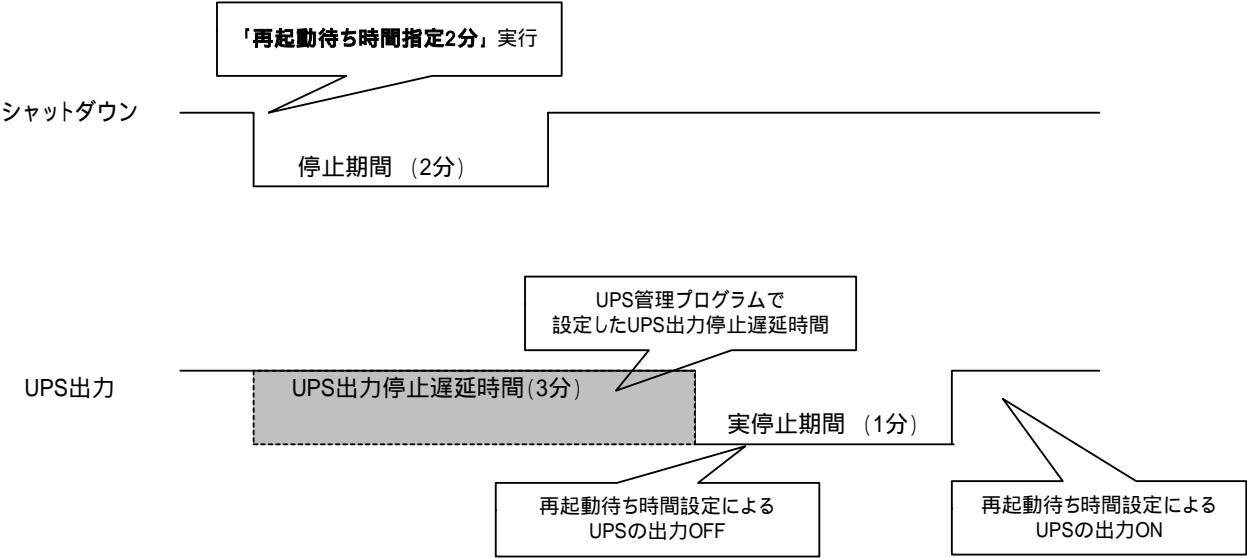 「再起動待ち時間指定2分」実行
シャットダウン
停止期間 (2分)
UPS管理プログラムで
設定したUPS出力停止遅延時間
UPS出力
UPS出力停止遅延時間(3分)
実停止期間 (1分)
再起動待ち時間設定による
UPSの出力OFF
再起動待ち時間設定による
UPSの出力ON